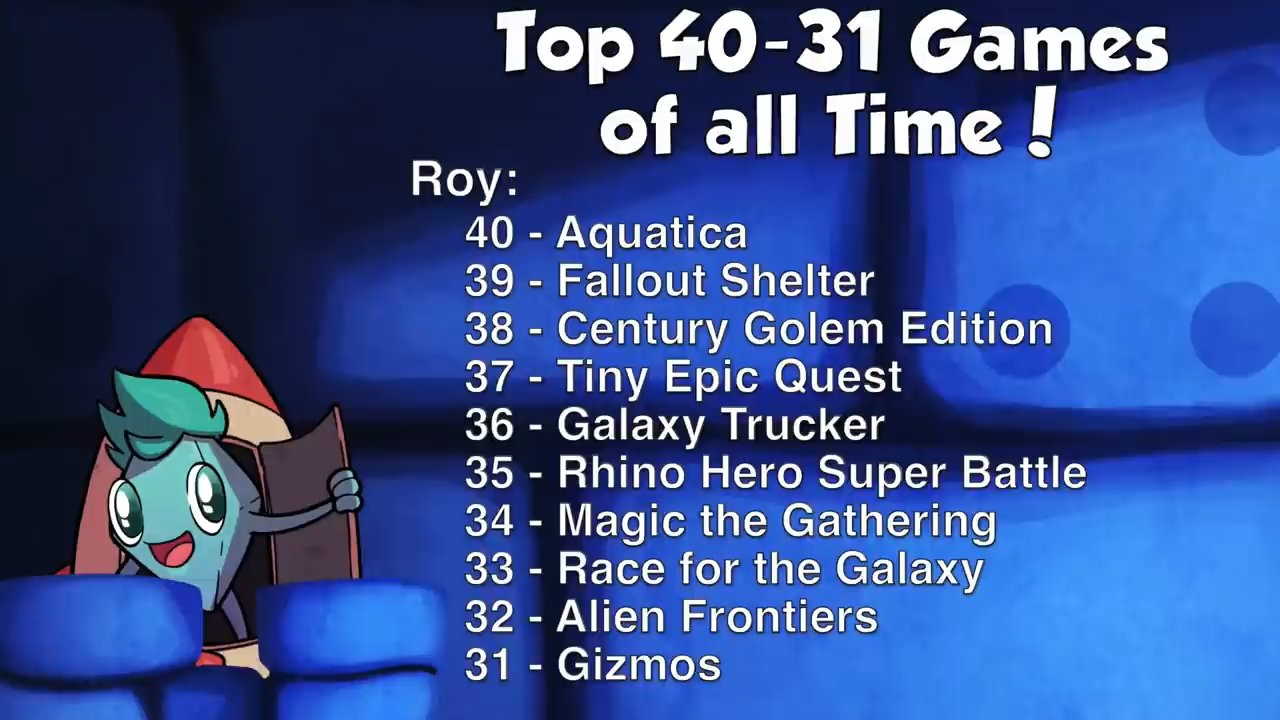 Top 40-31 Games
of all Time!
Roy:
40 - Aquatica
39 - Fallout Shelter
38 - Century Golem Edition
37 - Tiny Epic Quest
36 - Galaxy Trucker
35 - Rhino Hero Super Battle
34 - Magic the Gathering
33 - Race for the Galaxy
32 - Alien Frontiers
31 - Gizmos